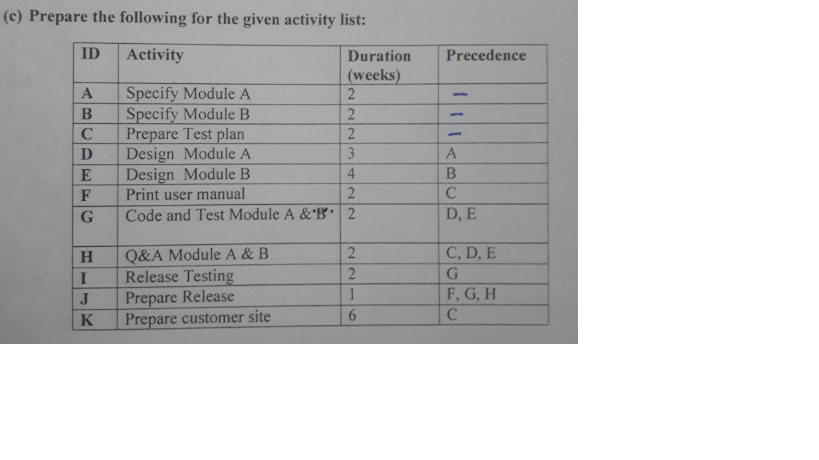 (c) Prepare the following for the given activity list:
ID Activity Duration (weeks) Precedence
A Specify Module A 2 -
B Specify Module B 2 -
C Prepare Test plan 2 -
D Design Module A 3 A
E Design Module B 4 B
F Print user manual 2 C
G Code and Test Module A & B 2 D, E
H Q&A Module A & B 2 C, D, E
I Release Testing 2 G
J Prepare Release 1 F, G, H
K Prepare customer site 6 C